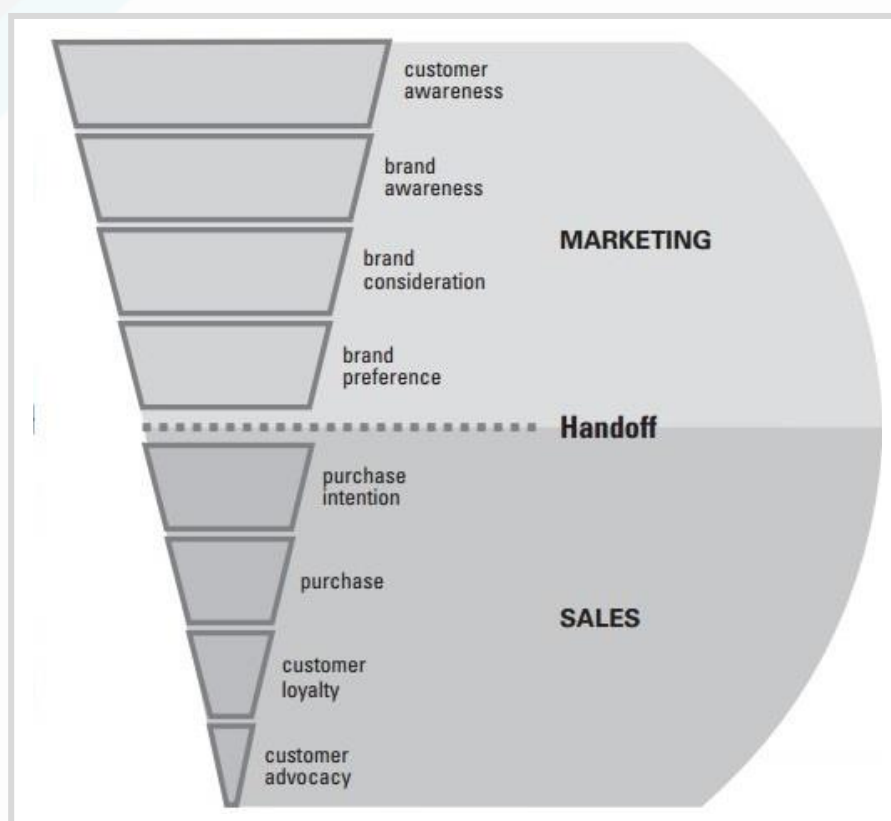 customer
awareness
brand
awareness
MARKETING
brand
consideration
brand
preference
Handoff
purchase
intention
purchase
SALES
customer
loyalty
customer
advocacy